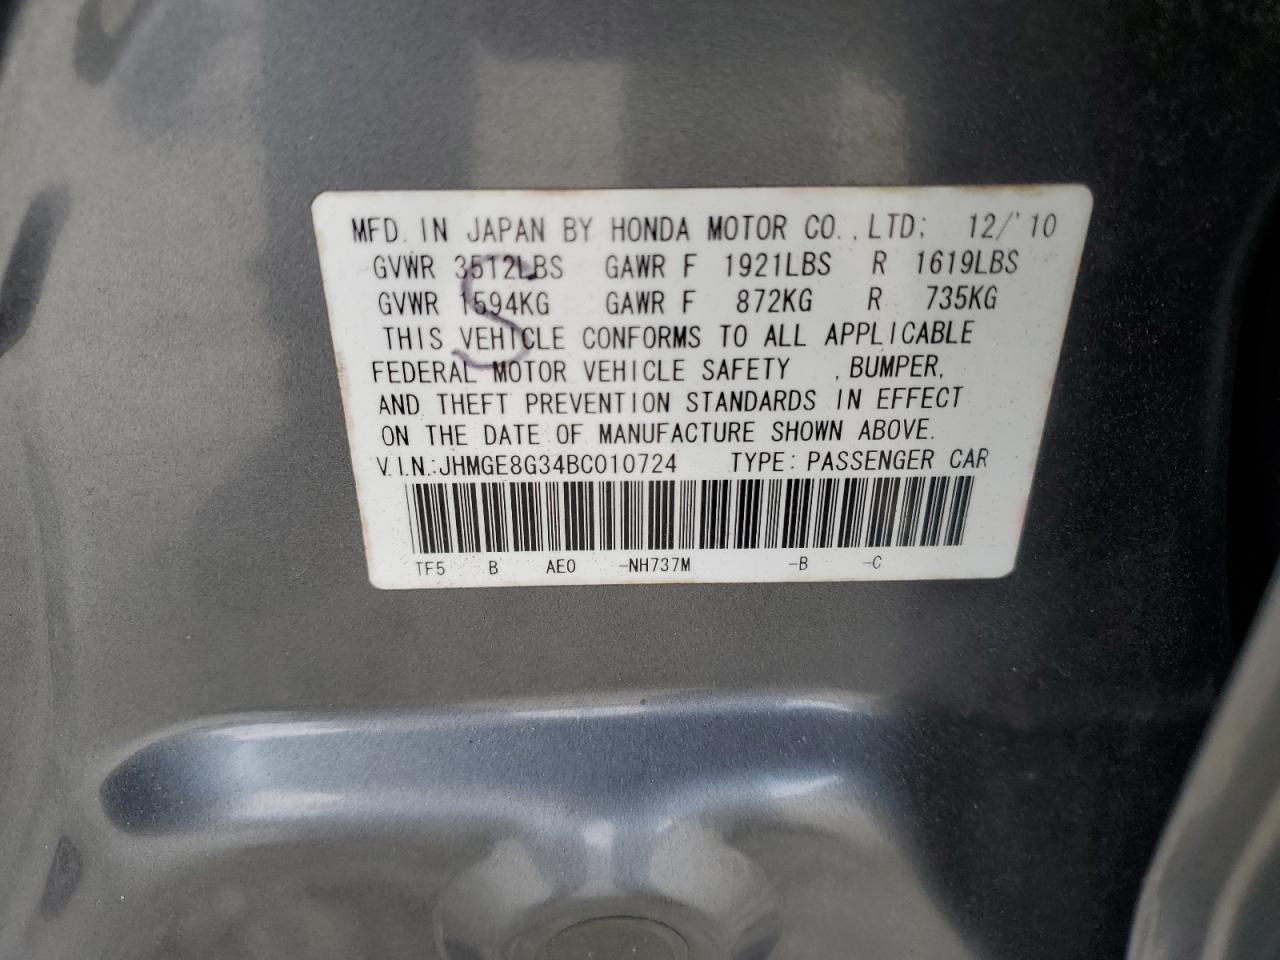 MFD. IN JAPAN BY HONDA MOTOR CO., LTD: 12/'10
GVWR 3512LBS GAWR F 1921LBS R 1619LBS
GVWR 1594KG GAWR F 872KG R 735KG
THIS VEHICLE CONFORMS TO ALL APPLICABLE
FEDERAL MOTOR VEHICLE SAFETY , BUMPER,
AND THEFT PREVENTION STANDARDS IN EFFECT
ON THE DATE OF MANUFACTURE SHOWN ABOVE.
V.I.N.:JHMGE8G34BC010724 TYPE: PASSENGER CAR
TF5 B AE0 -NH737M -B -C
S